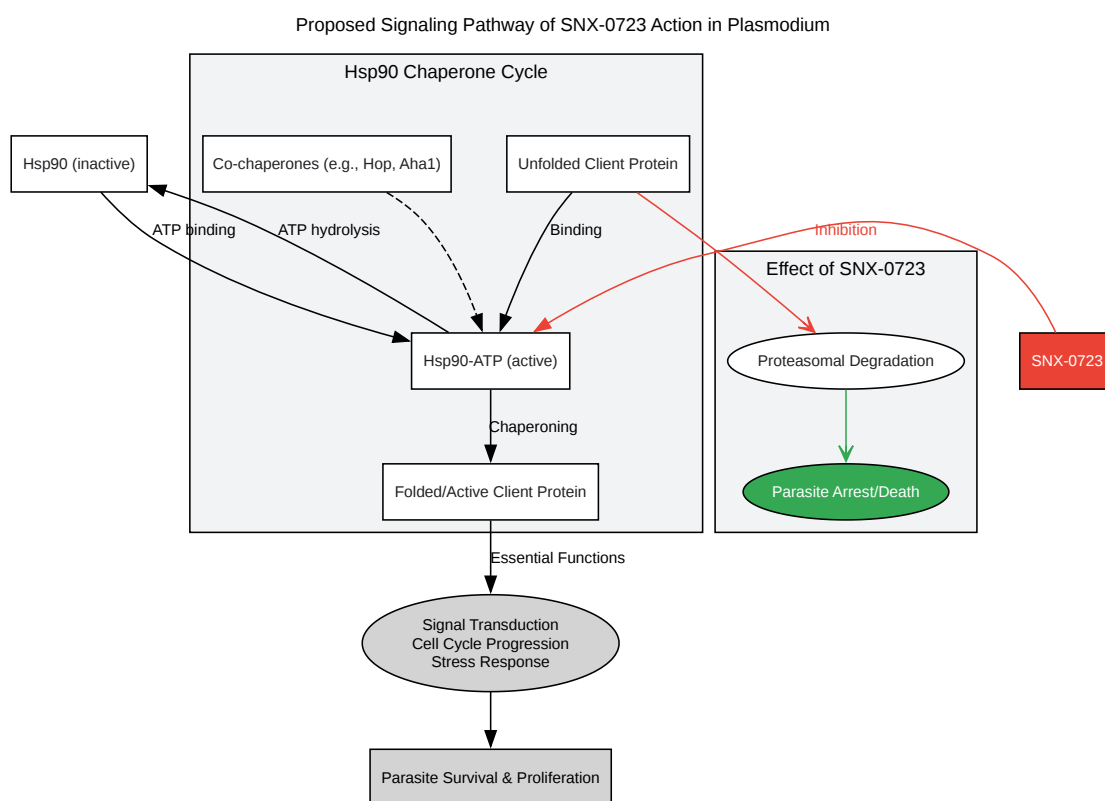 Proposed Signaling Pathway of SNX-0723 Action in Plasmodium
Hsp90 Chaperone Cycle
Hsp90 (inactive)
Co-chaperones (e.g., Hop, Aha1)
Unfolded Client Protein
ATP binding
ATP hydrolysis
Binding
Inhibition
Effect of SNX-0723
Hsp90-ATP (active)
Proteasomal Degradation
SNX-0723
Chaperoning
Folded/Active Client Protein
Parasite Arrest/Death
Essential Functions
Signal Transduction
Cell Cycle Progression
Stress Response
Parasite Survival & Proliferation